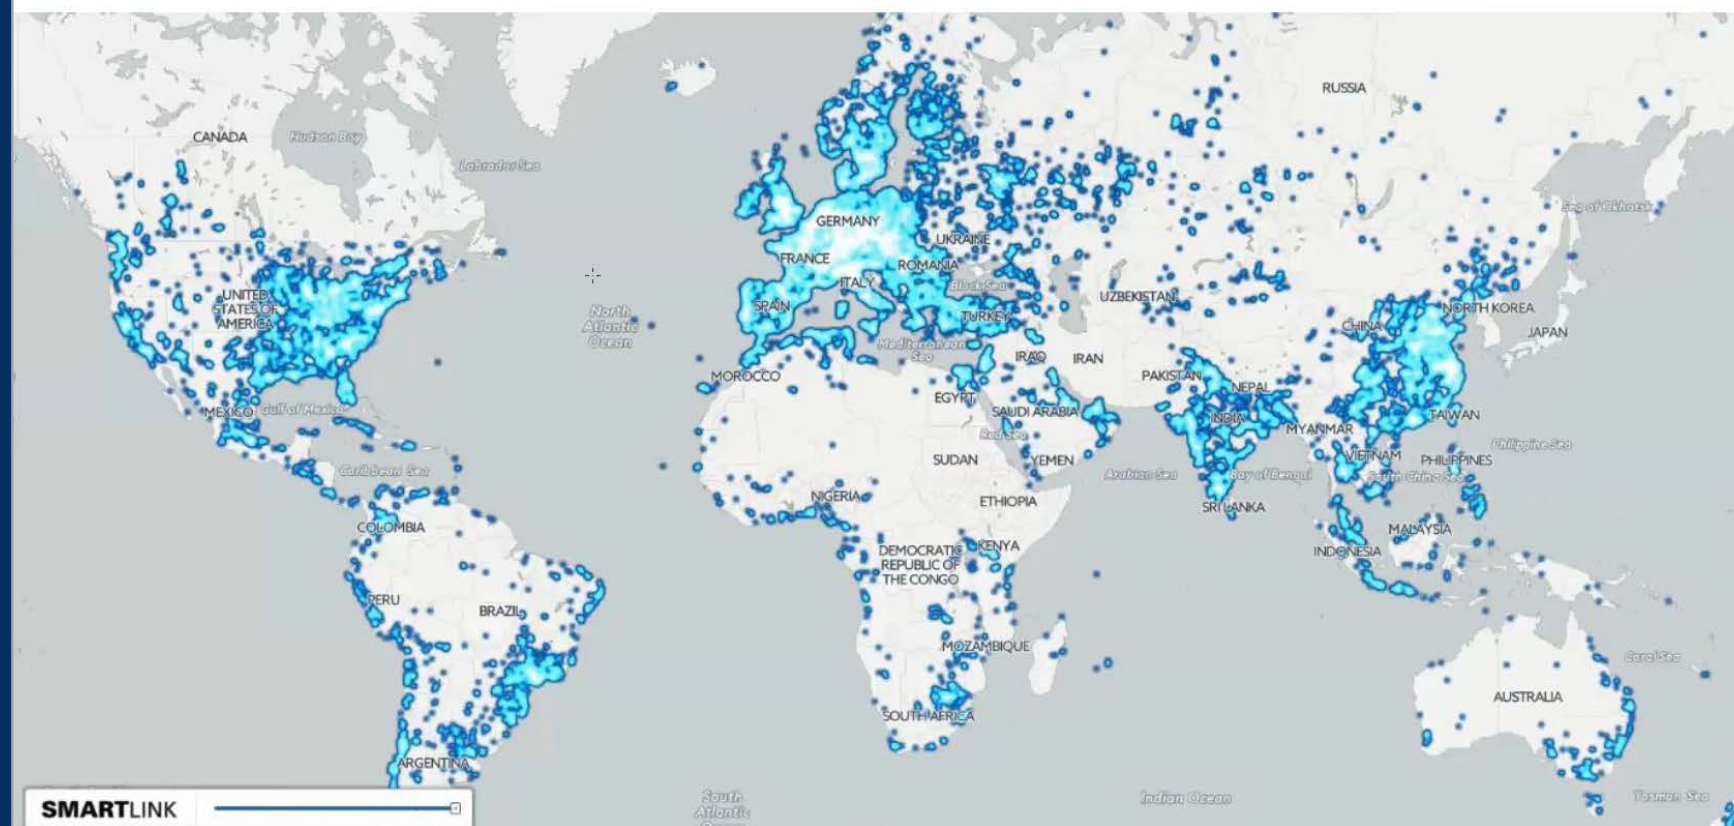 RUSSIA
CANADA
Hudson Bay
Labrador Sea
Sea of Okhotsk
GERMANY
UKRAINE
FRANCE
ROMANIA
ITALY
Black Sea
UNITED
STATES OF
AMERICA
SPAIN
TURKEY
UZBEKISTAN
NORTH KOREA
CHINA
JAPAN
North
Atlantic
Ocean
Mediterranean
Sea
IRAQ
IRAN
MOROCCO
PAKISTAN
NEPAL
EGYPT
MEXICO
Gulf of Mexico
SAUDI ARABIA
INDIA
TAIWAN
MYANMAR
Red Sea
Philippine Sea
Caribbean Sea
SUDAN
YEMEN
Arabian Sea
Bay of Bengal
VIETNAM
PHILIPPINES
South China Sea
NIGERIA
ETHIOPIA
SRI LANKA
COLOMBIA
MALAYSIA
KENYA
INDONESIA
DEMOCRATIC
REPUBLIC OF
THE CONGO
PERU
BRAZIL
MOZAMBIQUE
Coral Sea
AUSTRALIA
SOUTH AFRICA
ARGENTINA
South
Atlantic
Indian Ocean
Tasman Sea
SMARTLINK